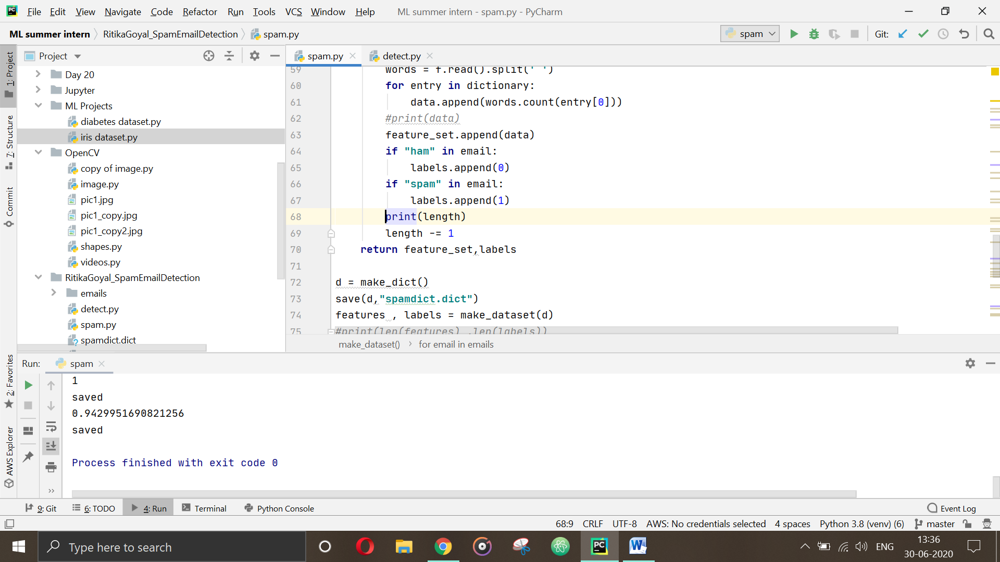 PC File Edit View Navigate Code Refactor Run Tools VCS Window Help ML summer intern - spam.py - PyCharm
ML summer intern RitikaGoyal_SpamEmailDetection spam.py spam Git:
1: Project
7: Structure
Commit
2: Favorites
AWS Explorer
Project
Day 20
Jupyter
ML Projects
diabetes dataset.py
iris dataset.py
OpenCV
copy of image.py
image.py
pic1.jpg
pic1_copy.jpg
pic1_copy2.jpg
shapes.py
videos.py
RitikaGoyal_SpamEmailDetection
emails
detect.py
spam.py
spamdict.dict
spam.py detect.py
59 words = f.read().split(' ')
60 for entry in dictionary:
61 data.append(words.count(entry[0]))
62 #print(data)
63 feature_set.append(data)
64 if "ham" in email:
65 labels.append(0)
66 if "spam" in email:
67 labels.append(1)
68 print(length)
69 length -= 1
70 return feature_set,labels
71
72 d = make_dict()
73 save(d,"spamdict.dict")
74 features , labels = make_dataset(d)
75 #print(len(features) ,len(labels))
make_dataset() › for email in emails
Run: spam
1
saved
0.9429951690821256
saved
Process finished with exit code 0
9: Git 6: TODO 4: Run Terminal Python Console Event Log
68:9 CRLF UTF-8 AWS: No credentials selected 4 spaces Python 3.8 (venv) (6) master
Type here to search
PC W ENG
13:36
30-06-2020